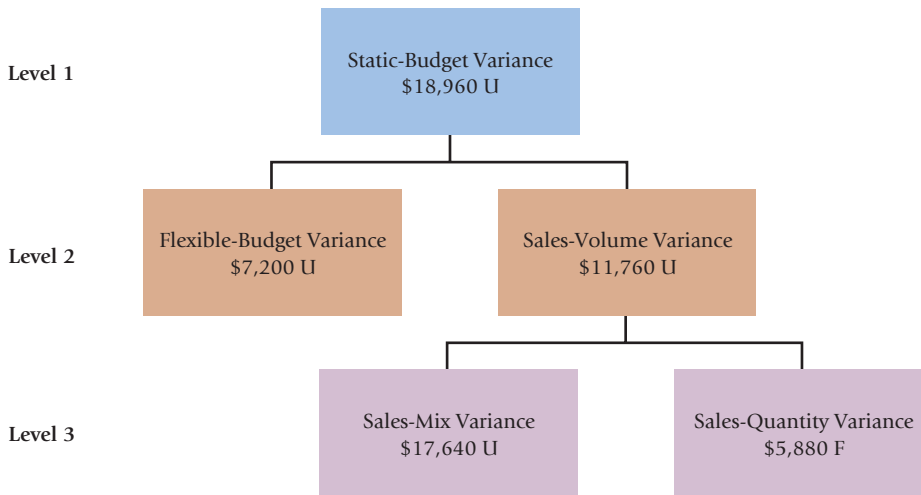 Level 1
Static-Budget Variance
$18,960 U
Level 2
Flexible-Budget Variance
$7,200 U
Sales-Volume Variance
$11,760 U
Level 3
Sales-Mix Variance
$17,640 U
Sales-Quantity Variance
$5,880 F